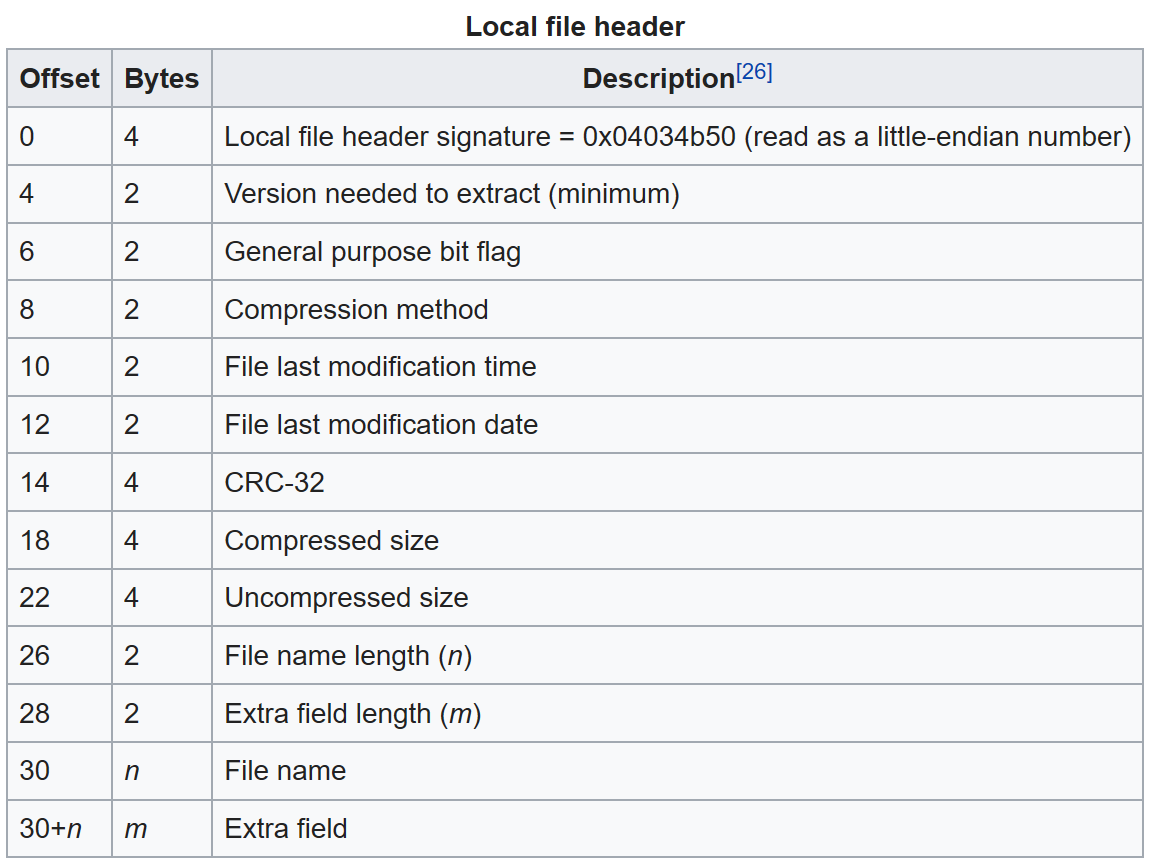 Local file header
Offset Bytes Description[26]
0 4 Local file header signature = 0x04034b50 (read as a little-endian number)
4 2 Version needed to extract (minimum)
6 2 General purpose bit flag
8 2 Compression method
10 2 File last modification time
12 2 File last modification date
14 4 CRC-32
18 4 Compressed size
22 4 Uncompressed size
26 2 File name length (n)
28 2 Extra field length (m)
30 n File name
30+n m Extra field